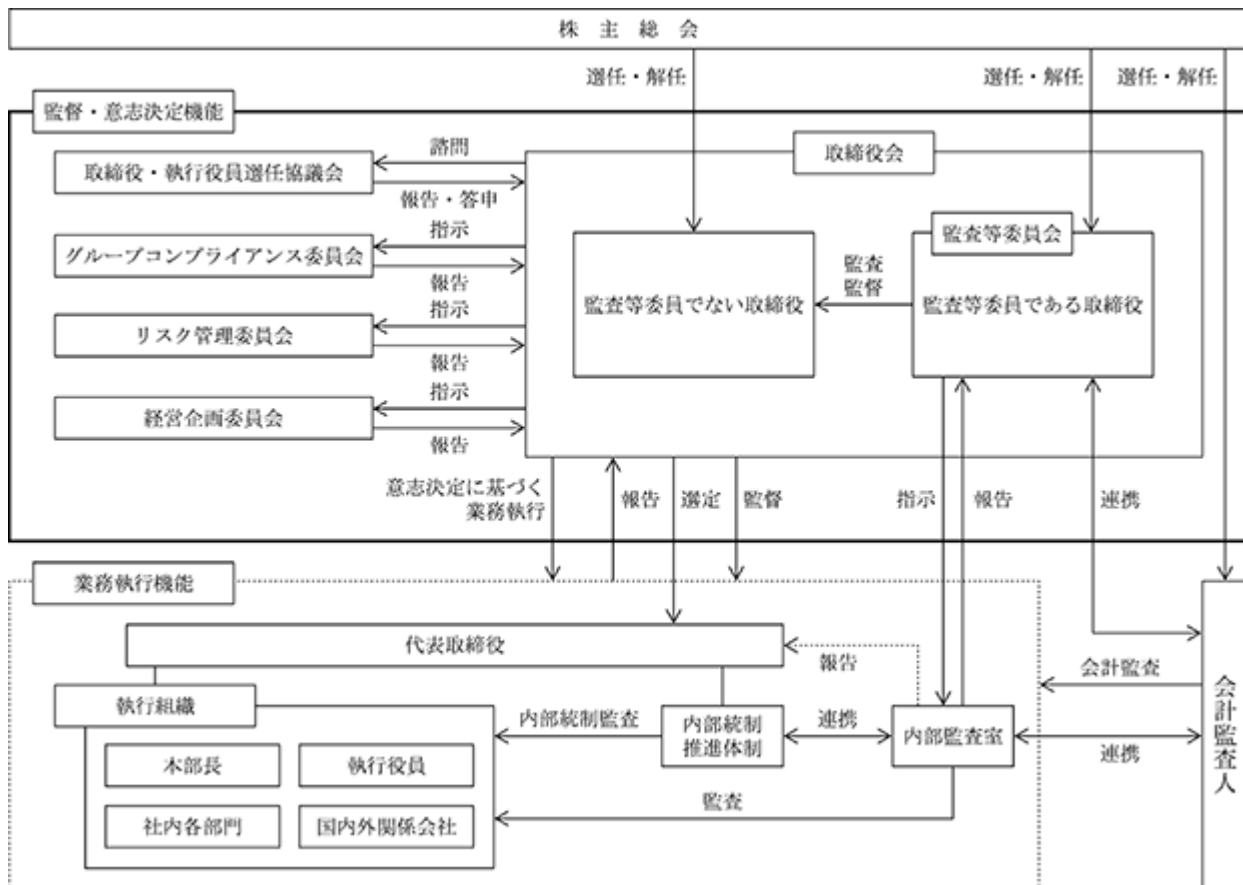 株主総会
選任・解任
選任・解任
選任・解任
監督・意志決定機能
取締役会
取締役・執行役員選任協議会
諮問
報告・答申
グループコンプライアンス委員会
指示
報告
リスク管理委員会
指示
報告
経営企画委員会
指示
報告
監査等委員でない取締役
監査
監督
監査等委員会
監査等委員である取締役
意志決定に基づく
業務執行
報告
選定
監督
指示
報告
連携
業務執行機能
代表取締役
報告
執行組織
本部長
執行役員
社内各部門
国内外関係会社
内部統制監査
内部統制
推進体制
連携
内部監査室
監査
会計監査
連携
会計監査人